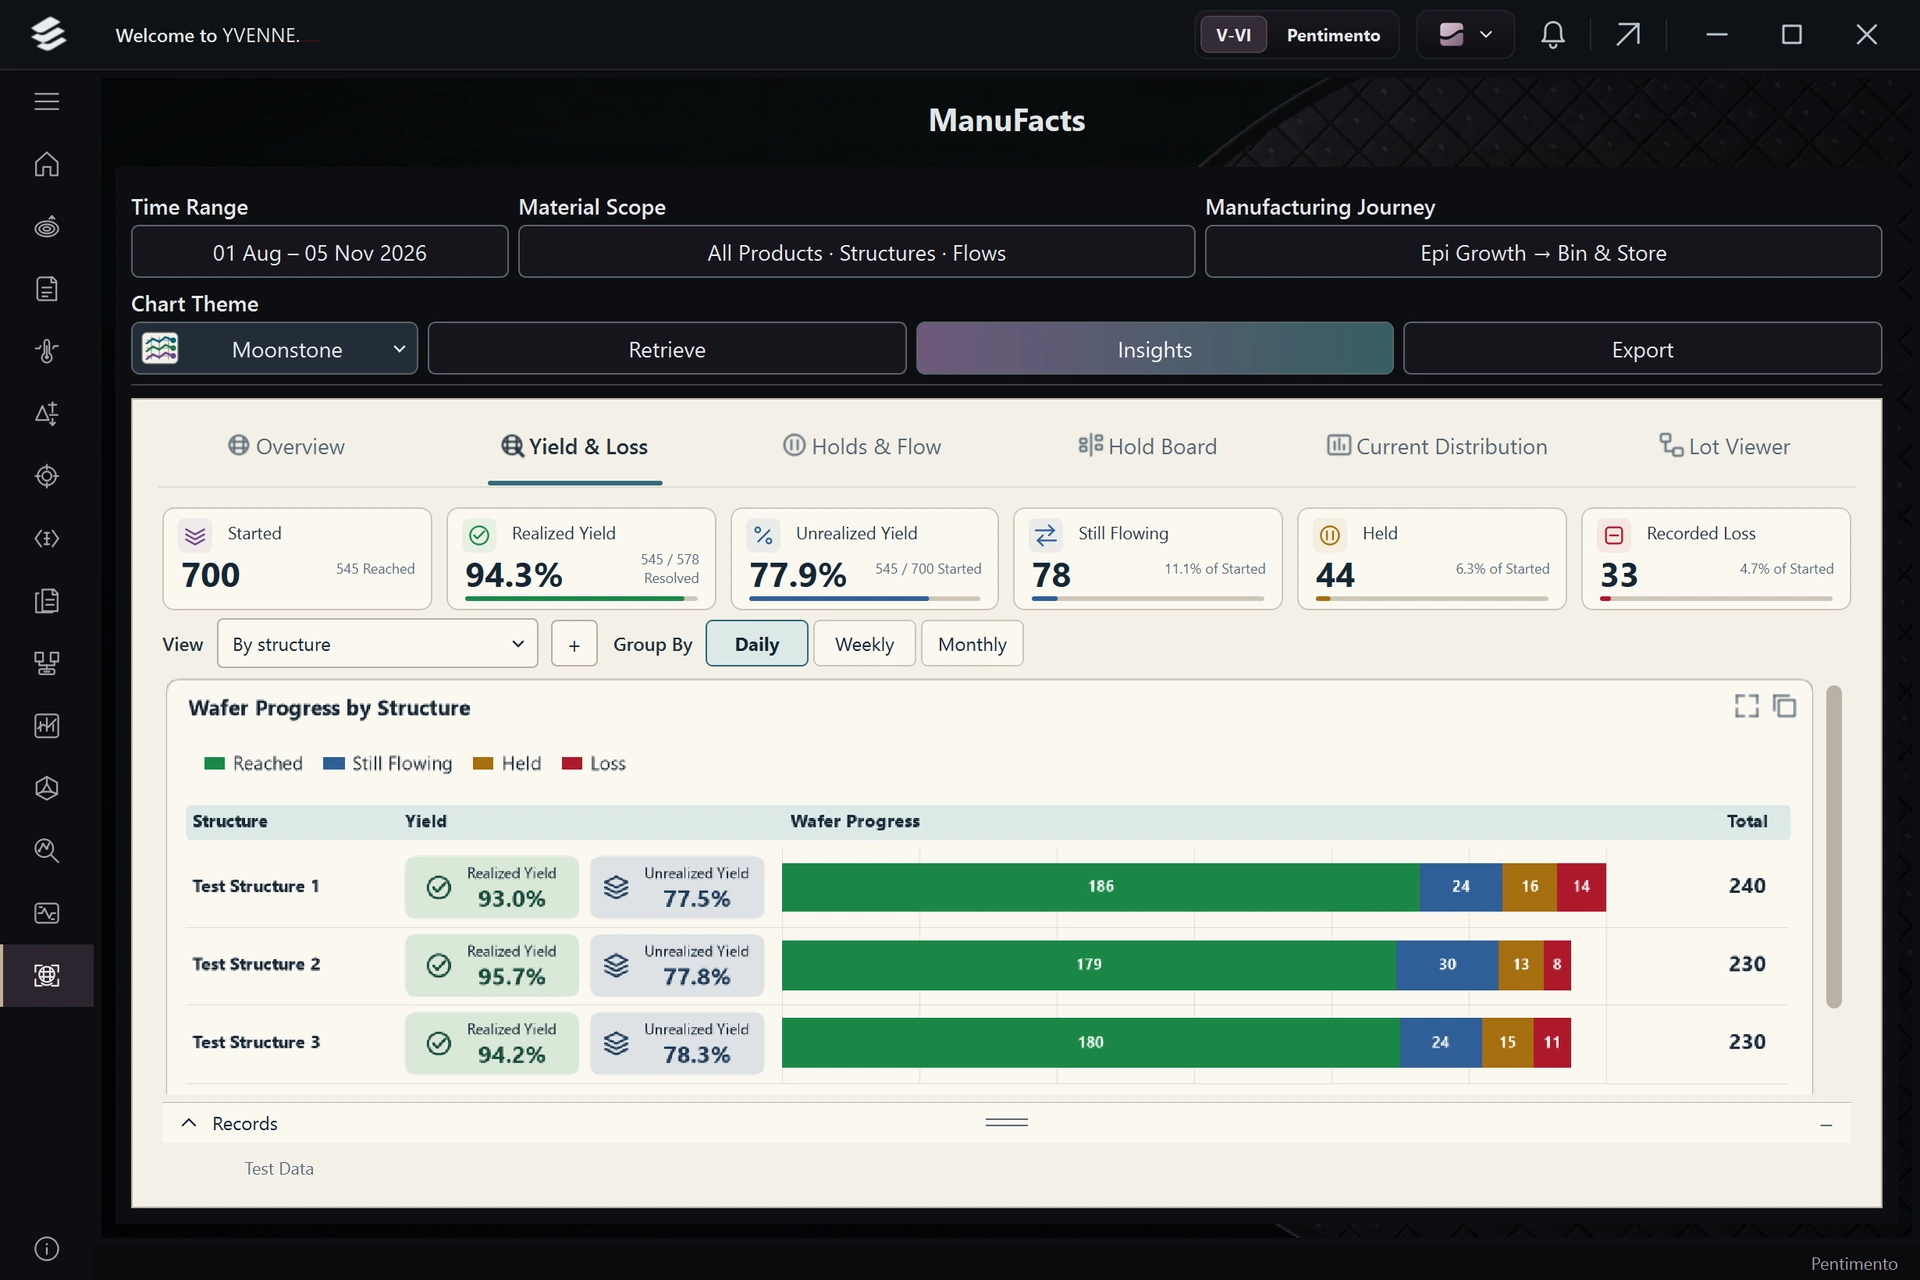 Welcome to YVENNE.
V-VI Pentimento
ManuFacts
Time Range Material Scope Manufacturing Journey
01 Aug – 05 Nov 2026 All Products · Structures · Flows Epi Growth → Bin & Store
Chart Theme
Moonstone Retrieve Insights Export
Overview Yield & Loss Holds & Flow Hold Board Current Distribution Lot Viewer
Started
700 545 Reached
Realized Yield
94.3% 545 / 578 Resolved
Unrealized Yield
77.9% 545 / 700 Started
Still Flowing
78 11.1% of Started
Held
44 6.3% of Started
Recorded Loss
33 4.7% of Started
View By structure + Group By Daily Weekly Monthly
Wafer Progress by Structure
Reached Still Flowing Held Loss
Structure Yield Wafer Progress Total
Test Structure 1 Realized Yield 93.0% Unrealized Yield 77.5% 186 24 16 14 240
Test Structure 2 Realized Yield 95.7% Unrealized Yield 77.8% 179 30 13 8 230
Test Structure 3 Realized Yield 94.2% Unrealized Yield 78.3% 180 24 15 11 230
Records
Test Data
Pentimento